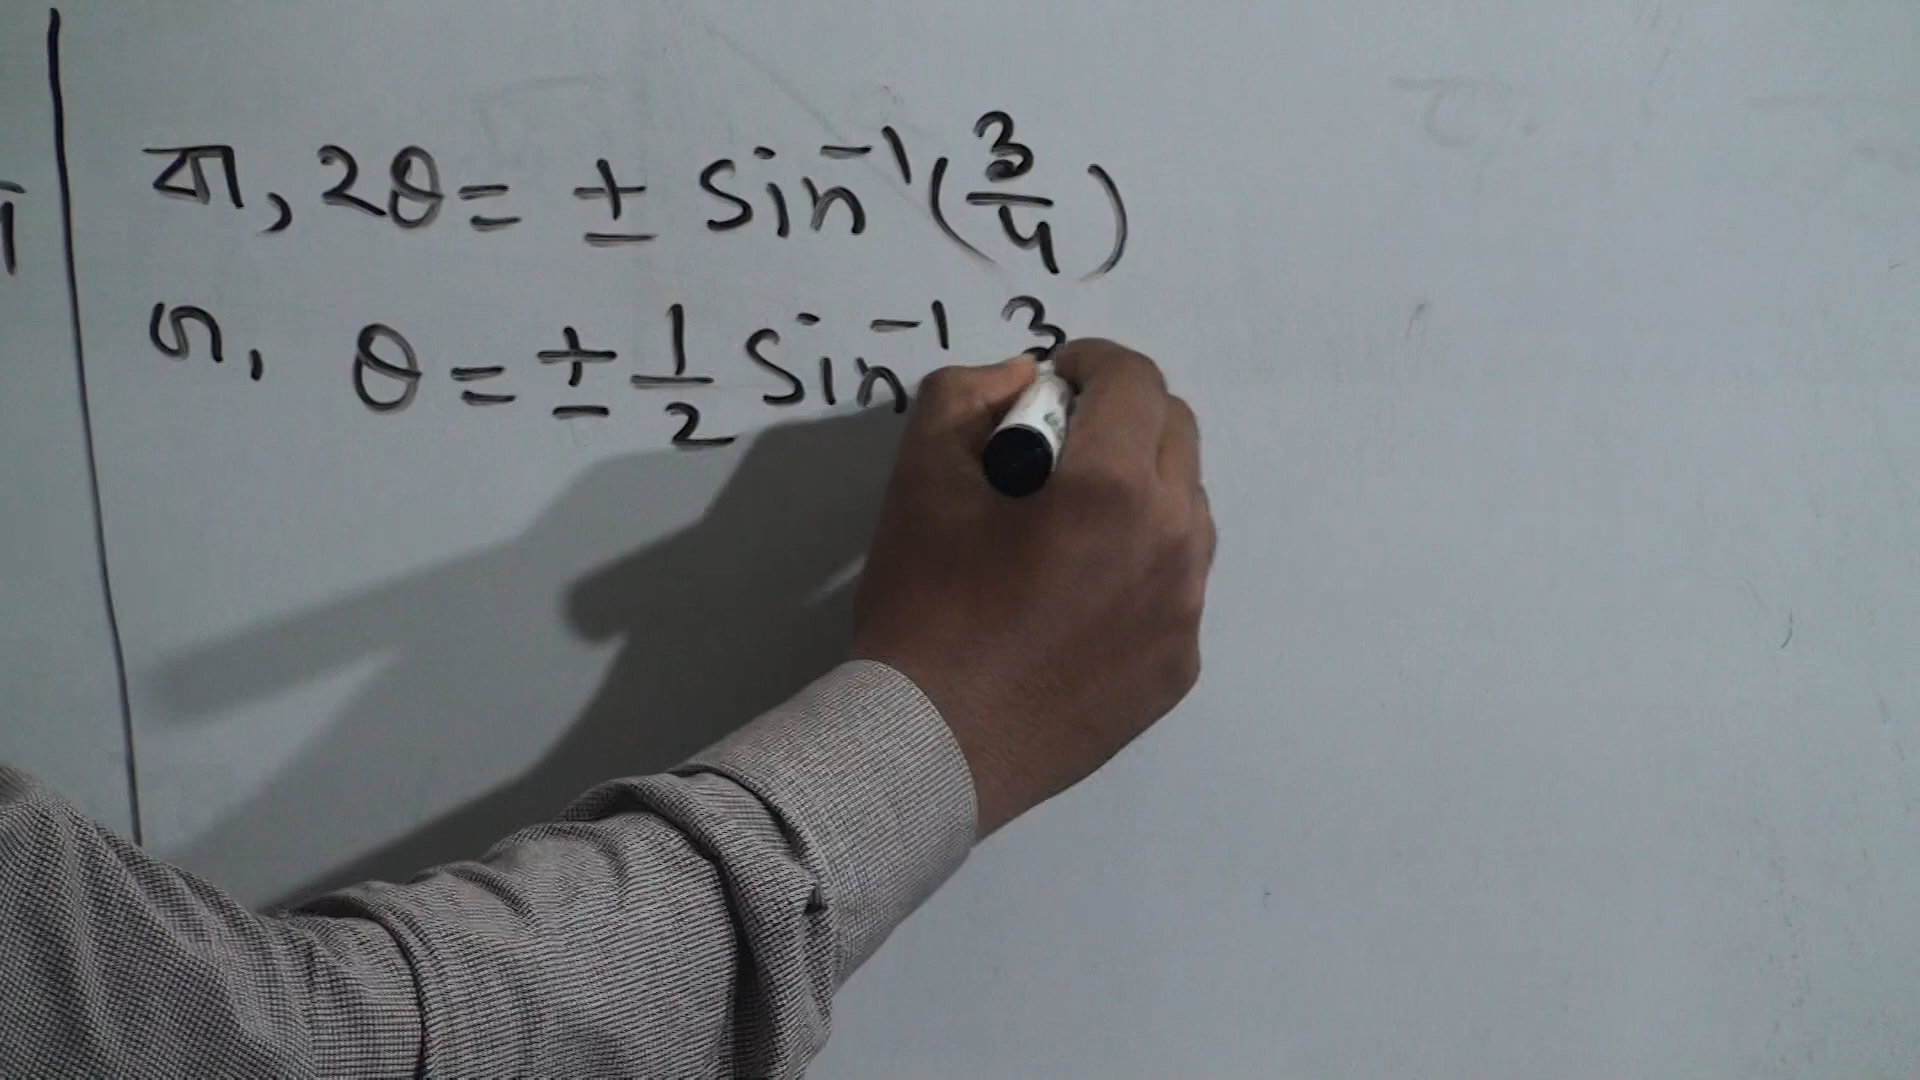 বা, 2θ = ± sin⁻¹(3/4)
বা, θ = ± 1/2 sin⁻¹ 3